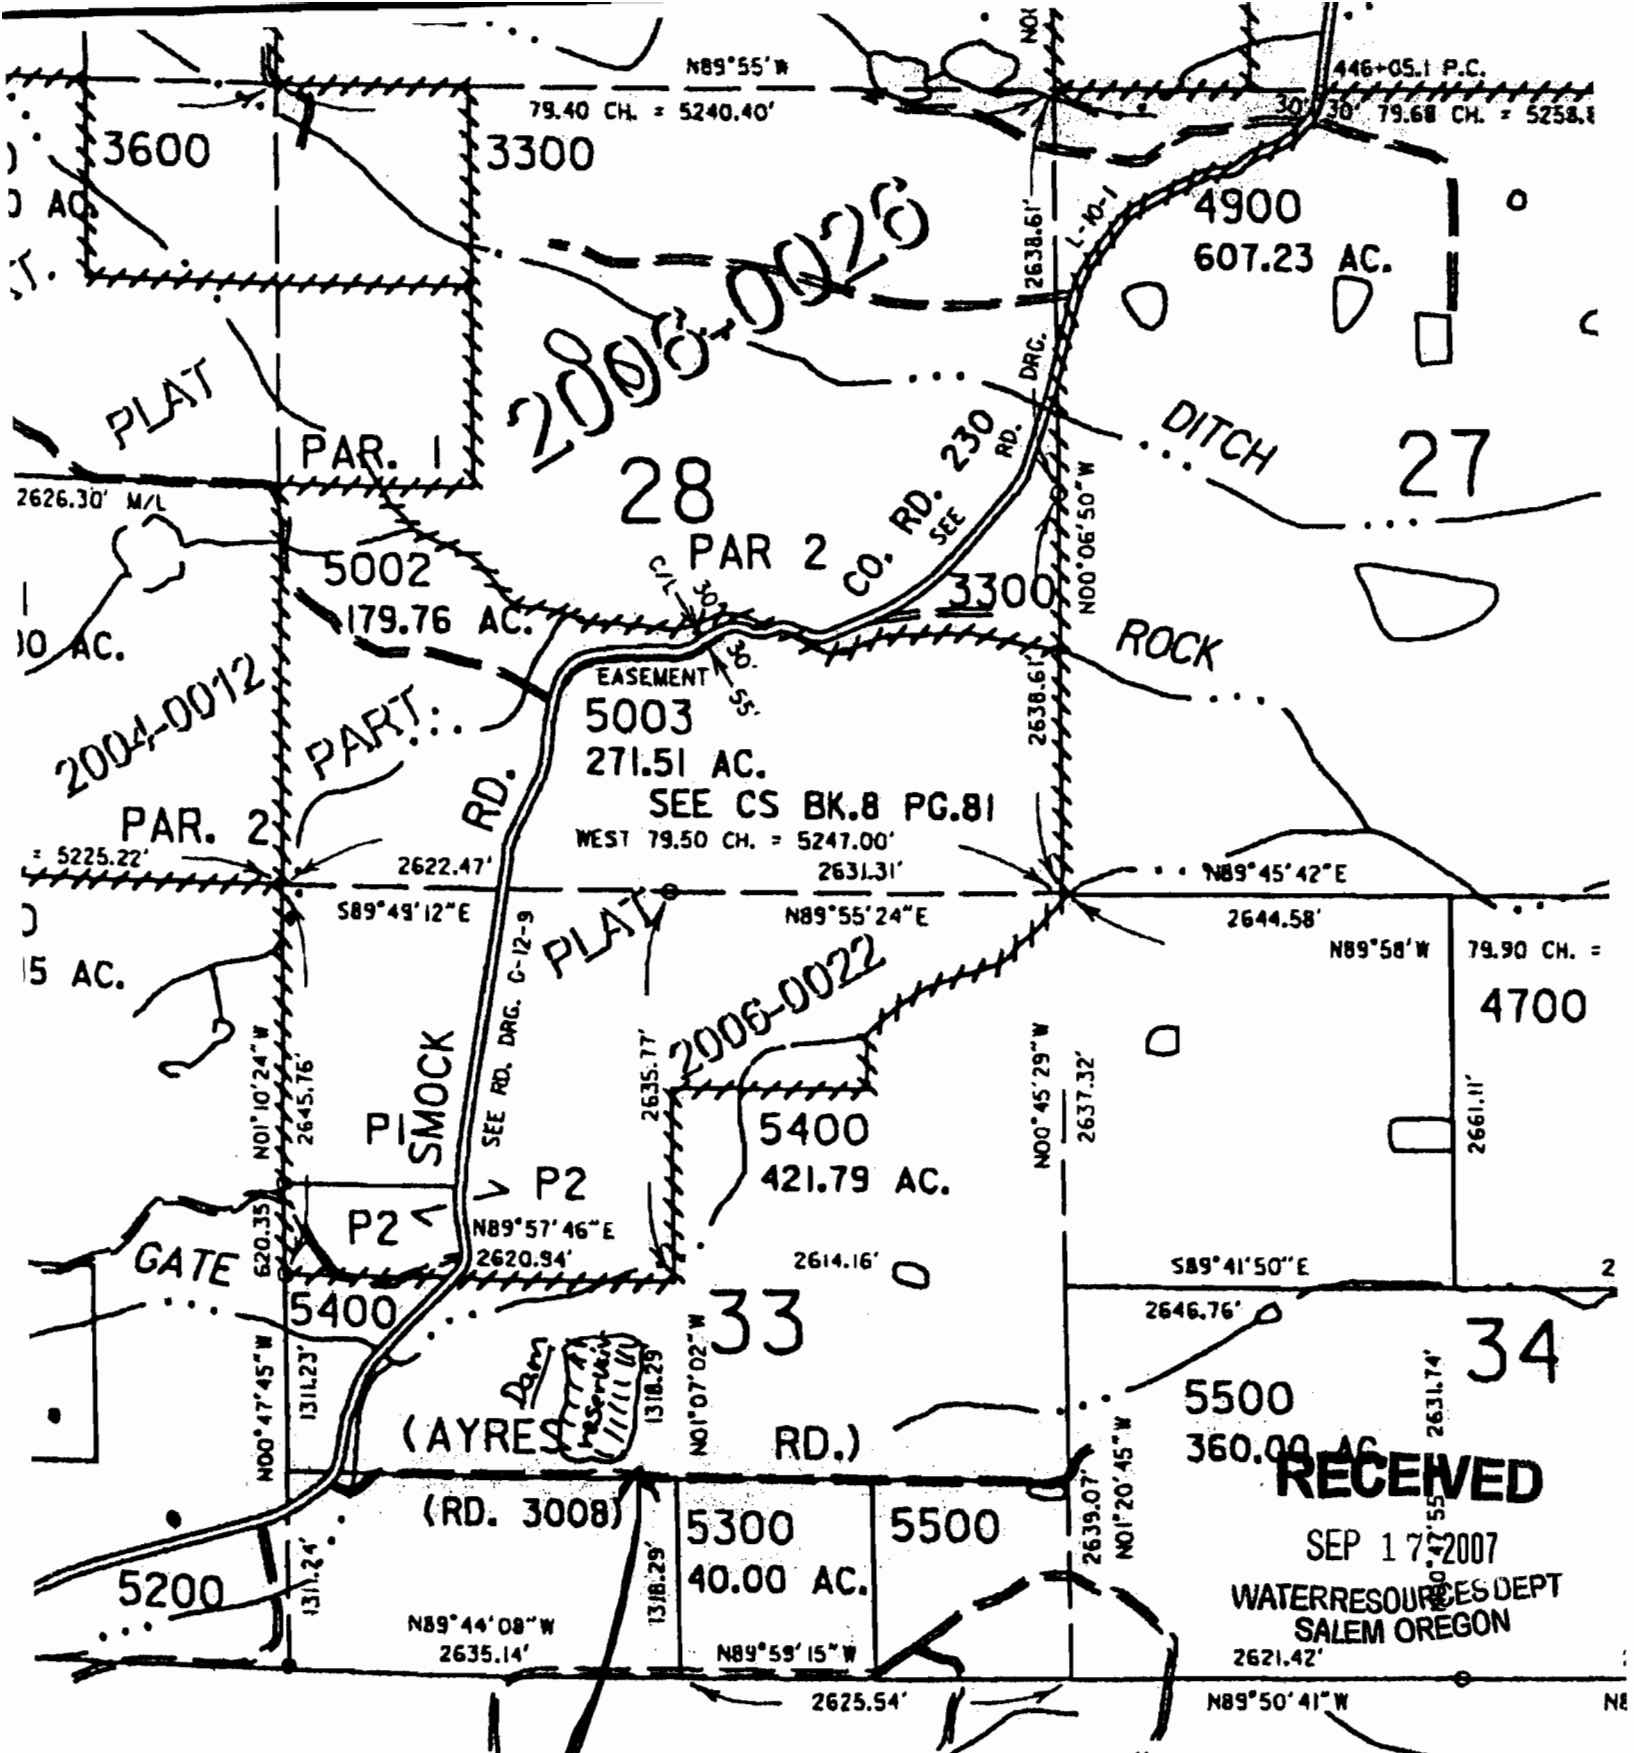 N89°55'W
446+05.1 P.C.
79.40 CH. = 5240.40'
30' 30' 79.68 CH. = 5258.8
3600
3300
4900
607.23 AC.
2638.61'
L-10-1
2006-0026
PLAT
PAR. 1
28
DITCH
27
CO. RD. 230
SEE RD. DRG.
2626.30' M/L
PAR 2
5002
179.76 AC.
C/L 30'
3300
N00°06'50"W
AC.
EASEMENT
30'
55'
ROCK
2004-0012
PART.
5003
271.51 AC.
2638.61'
RD.
SEE CS BK.8 PG.81
PAR. 2
WEST 79.50 CH. = 5247.00'
= 5225.22'
2622.47'
2631.31'
N89°45'42"E
S89°49'12"E
N89°55'24"E
2644.58'
PLAT
N89°58'W
79.90 CH. =
15 AC.
4700
2006-0022
SEE RD. DRG. G-12-9
N01°10'24"W
2645.76'
SMOCK
2635.77'
N00°45'29"W
2637.32'
2661.11'
P1
5400
421.79 AC.
P2
P2
N89°57'46"E
2620.94'
620.35'
GATE
2614.16'
S89°41'50"E
2
5400
33
2646.76'
34
N00°47'45"W
1311.23'
Dam
reservoir
1318.29'
N01°07'02"W
2631.74'
5500
360.00 AC.
(AYRES RD.)
RECEIVED
(RD. 3008)
5300
40.00 AC.
5500
2639.07'
N01°20'45"W
SEP 17 2007
WATER RESOURCES DEPT
SALEM OREGON
5200
1311.24'
1318.29'
N89°44'08"W
2635.14'
N89°59'15"W
2621.42'
2625.54'
N89°50'41"W